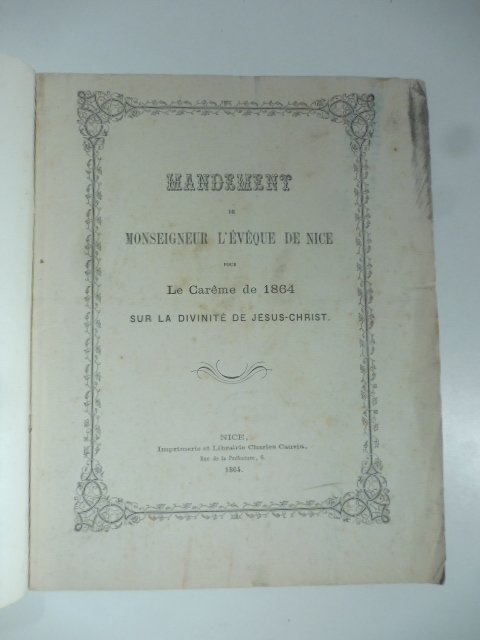 MANDEMENT
DE
MONSEIGNEUR L'ÉVÊQUE DE NICE
POUR
Le Carême de 1864
SUR LA DIVINITÉ DE JÉSUS-CHRIST.
NICE,
Imprimerie et Librairie Charles Cauvin,
Rue de la Préfecture, 6.
1864.